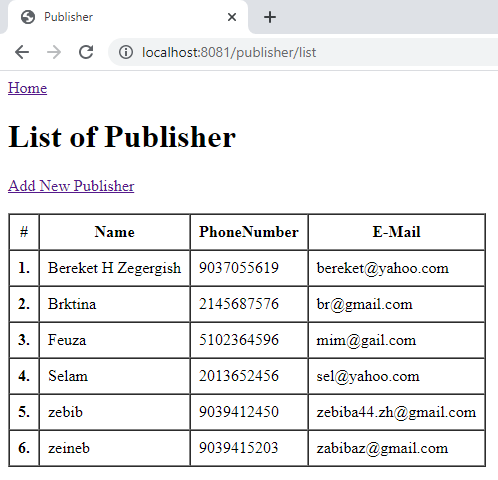 Publisher
localhost:8081/publisher/list
Home
List of Publisher
Add New Publisher
# Name PhoneNumber E-Mail
1. Bereket H Zegergish 9037055619 bereket@yahoo.com
2. Brktina 2145687576 br@gmail.com
3. Feuza 5102364596 mim@gail.com
4. Selam 2013652456 sel@yahoo.com
5. zebib 9039412450 zebiba44.zh@gmail.com
6. zeineb 9039415203 zabibaz@gmail.com